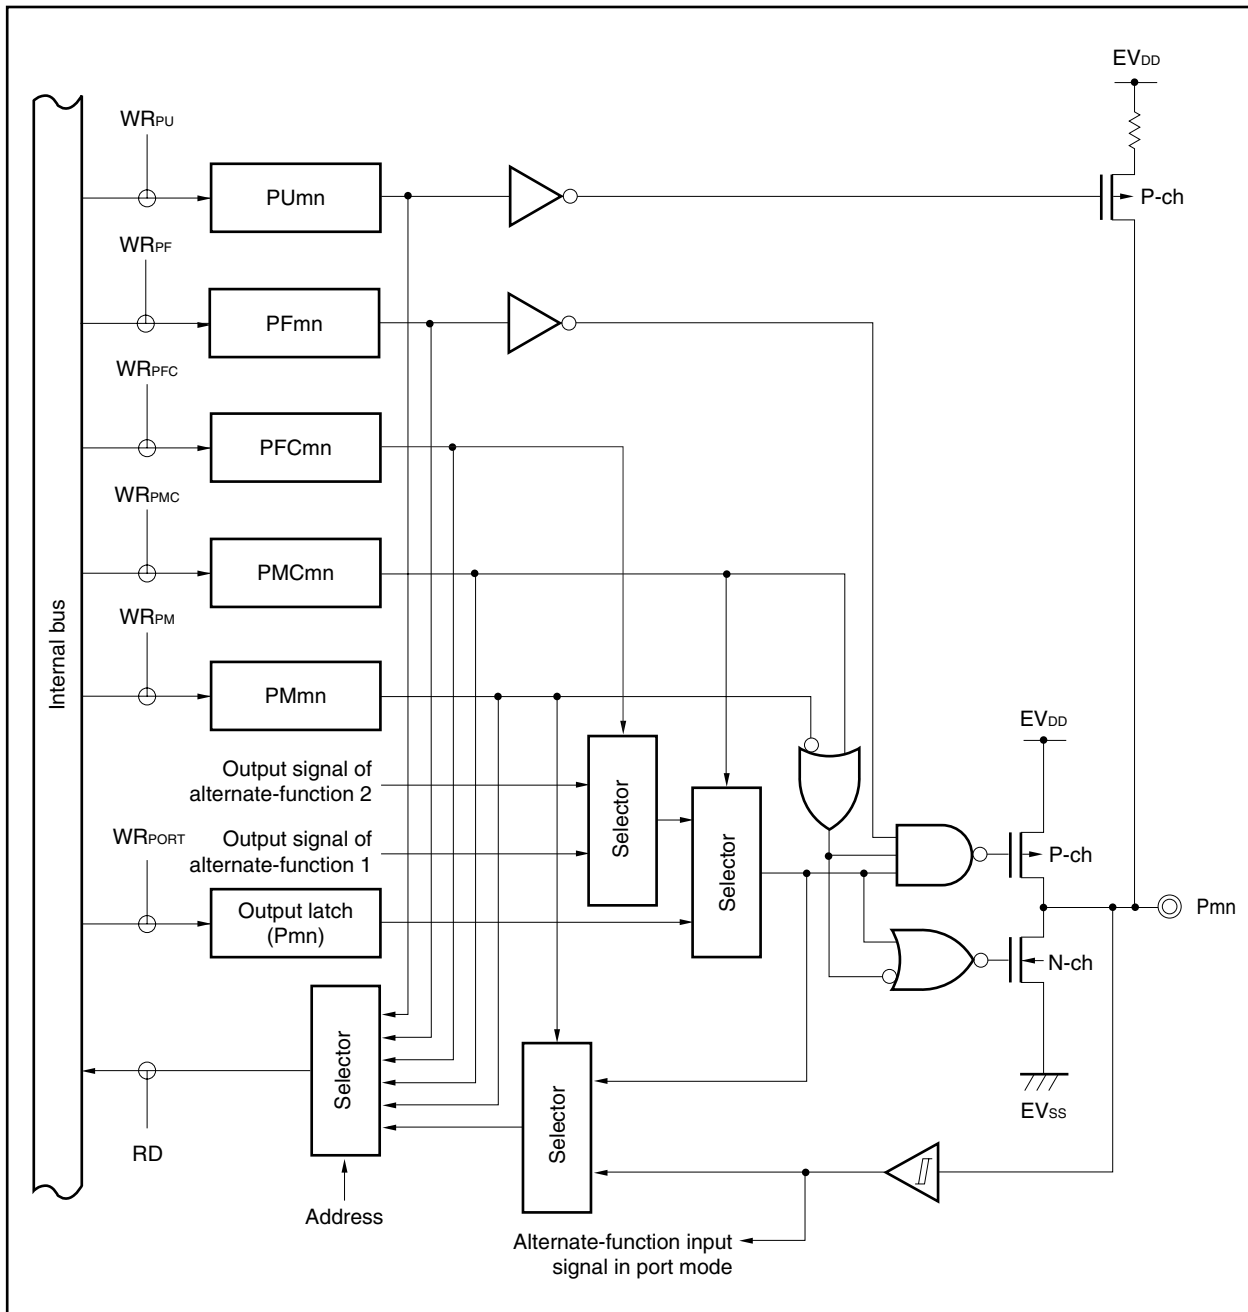 EVDD
WRPU
PUmn
P-ch
WRPF
PFmn
WRPFC
PFCmn
WRPMC
PMCmn
WRPM
PMmn
Internal bus
EVDD
Output signal of
alternate-function 2
Selector
Selector
WRPORT
Output signal of
alternate-function 1
P-ch
Output latch
(Pmn)
Pmn
N-ch
Selector
Selector
EVSS
RD
Address
Alternate-function input
signal in port mode